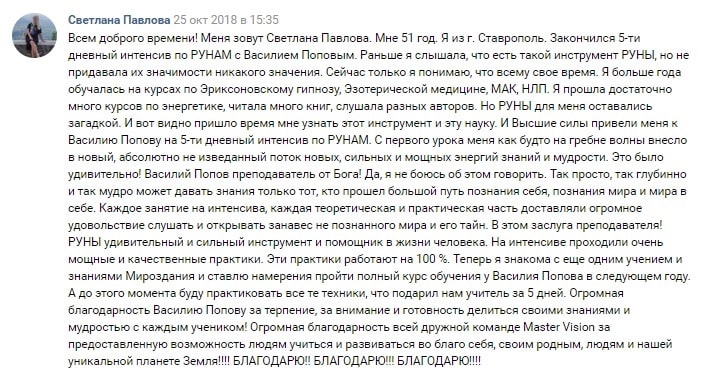 Светлана Павлова 25 окт 2018 в 15:35
Всем доброго времени! Меня зовут Светлана Павлова. Мне 51 год. Я из г. Ставрополь. Закончился 5-ти
дневный интенсив по РУНАМ с Василием Поповым. Раньше я слышала, что есть такой инструмент РУНЫ, но не
придавала их значимости никакого значения. Сейчас только я понимаю, что всему свое время. Я больше года
обучалась на курсах по Эриксоновскому гипнозу, Эзотерической медицине, МАК, НЛП. Я прошла достаточно
много курсов по энергетике, читала много книг, слушала разных авторов. Но РУНЫ для меня оставались
загадкой. И вот видно пришло время мне узнать этот инструмент и эту науку. И Высшие силы привели меня к
Василию Попову на 5-ти дневный интенсив по РУНАМ. С первого урока меня как будто на гребне волны внесло
в новый, абсолютно не изведанный поток новых, сильных и мощных энергий знаний и мудрости. Это было
удивительно! Василий Попов преподаватель от Бога! Да, я не боюсь об этом говорить. Так просто, так глубинно
и так мудро может давать знания только тот, кто прошел большой путь познания себя, познания мира и мира в
себе. Каждое занятие на интенсива, каждая теоретическая и практическая часть доставляли огромное
удовольствие слушать и открывать занавес не познанного мира и его тайн. В этом заслуга преподавателя!
РУНЫ удивительный и сильный инструмент и помощник в жизни человека. На интенсиве проходили очень
мощные и качественные практики. Эти практики работают на 100 %. Теперь я знакома с еще одним учением и
знаниями Мироздания и ставлю намерения пройти полный курс обучения у Василия Попова в следующем году.
А до этого момента буду практиковать все те техники, что подарил нам учитель за 5 дней. Огромная
благодарность Василию Попову за терпение, за внимание и готовность делиться своими знаниями и
мудростью с каждым учеником! Огромная благодарность всей дружной команде Master Vision за
предоставленную возможность людям учиться и развиваться во благо себя, своим родным, людям и нашей
уникальной планете Земля!!!! БЛАГОДАРЮ!! БЛАГОДАРЮ!!! БЛАГОДАРЮ!!!!